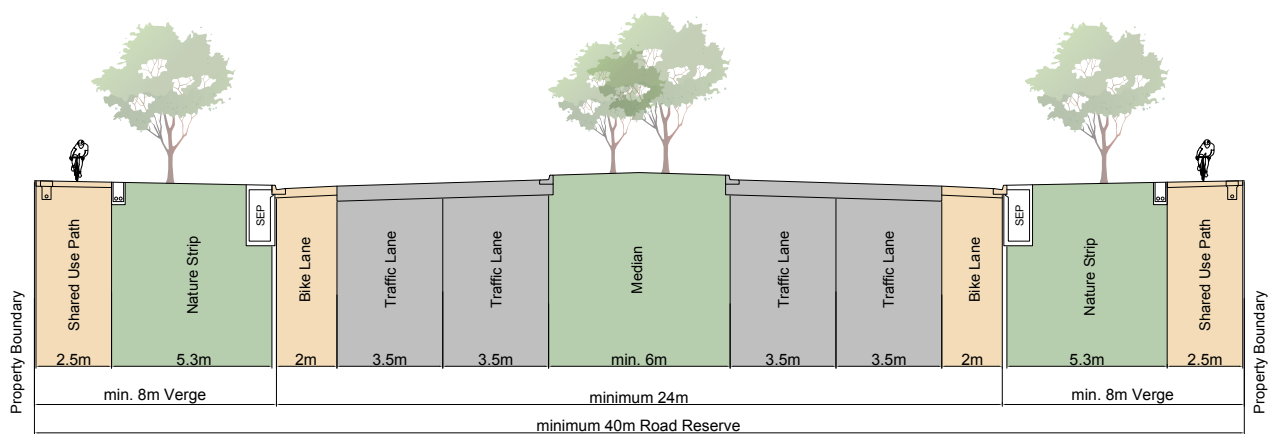 Property Boundary
Shared Use Path
2.5m
Nature Strip
5.3m
SEP
Bike Lane
2m
Traffic Lane
3.5m
Traffic Lane
3.5m
Median
min. 6m
Traffic Lane
3.5m
Traffic Lane
3.5m
Bike Lane
2m
SEP
Nature Strip
5.3m
Shared Use Path
2.5m
Property Boundary
min. 8m Verge
minimum 24m
min. 8m Verge
minimum 40m Road Reserve